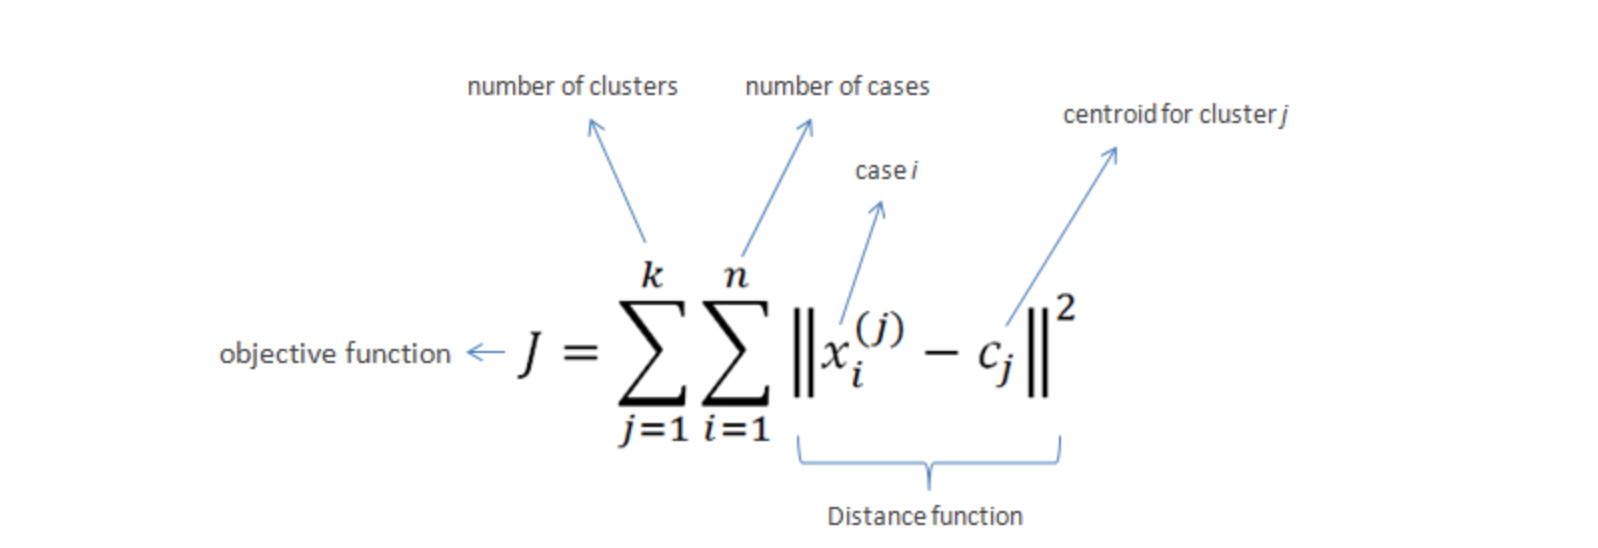 number of clusters
number of cases
centroid for cluster j
case i
objective function ← J = ∑_{j=1}^{k} ∑_{i=1}^{n} ‖x_i^{(j)} − c_j‖²
Distance function